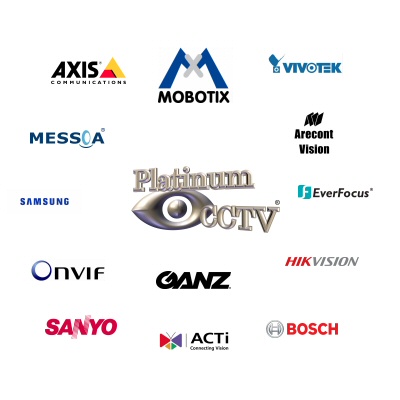 AXIS
COMMUNICATIONS
MOBOTIX
VIVOTEK
MESSOA®
Arecont
Vision
Platinum
CCTV®
SAMSUNG
EverFocus®
ONVIF
GANZ
HIKVISION
SANYO
ACTi
Connecting Vision
BOSCH